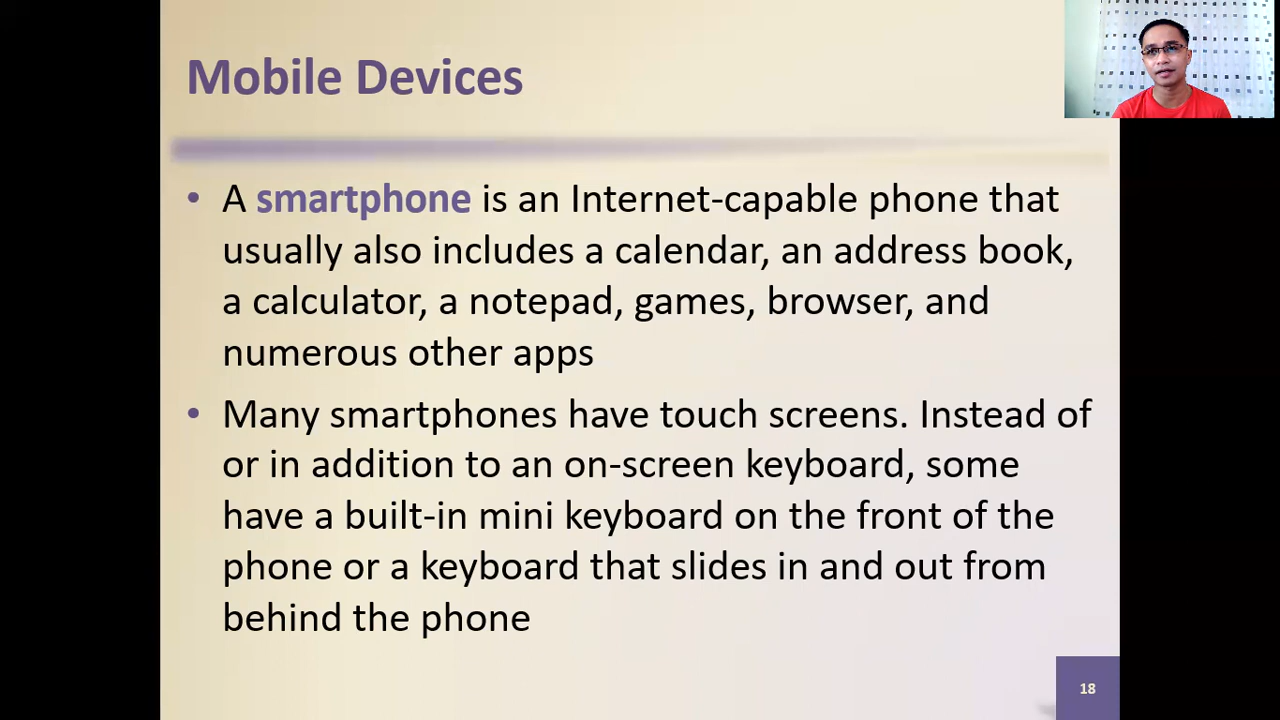 Mobile Devices
• A smartphone is an Internet-capable phone that
usually also includes a calendar, an address book,
a calculator, a notepad, games, browser, and
numerous other apps
• Many smartphones have touch screens. Instead of
or in addition to an on-screen keyboard, some
have a built-in mini keyboard on the front of the
phone or a keyboard that slides in and out from
behind the phone
18